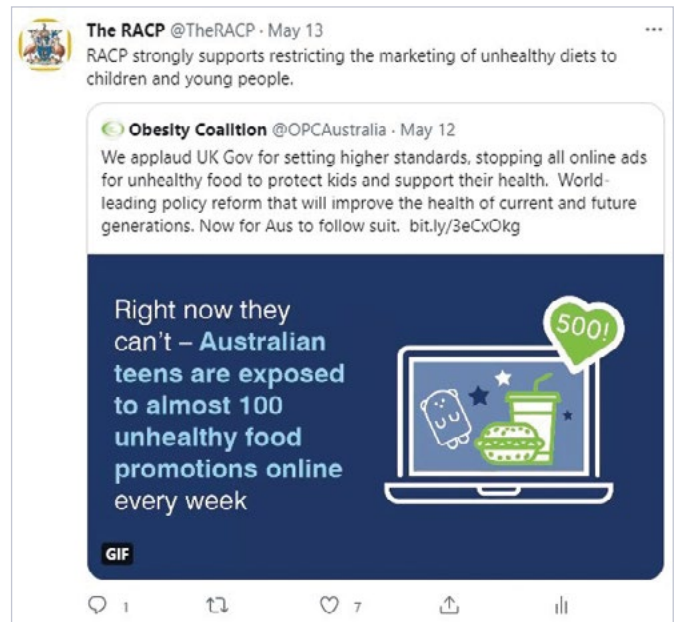 The RACP @TheRACP · May 13
RACP strongly supports restricting the marketing of unhealthy diets to
children and young people.
Obesity Coalition @OPCAustralia · May 12
We applaud UK Gov for setting higher standards, stopping all online ads
for unhealthy food to protect kids and support their health. World-
leading policy reform that will improve the health of current and future
generations. Now for Aus to follow suit. bit.ly/3eCxOkg
Right now they
can't – Australian
teens are exposed
to almost 100
unhealthy food
promotions online
every week
500!
GIF
1
7